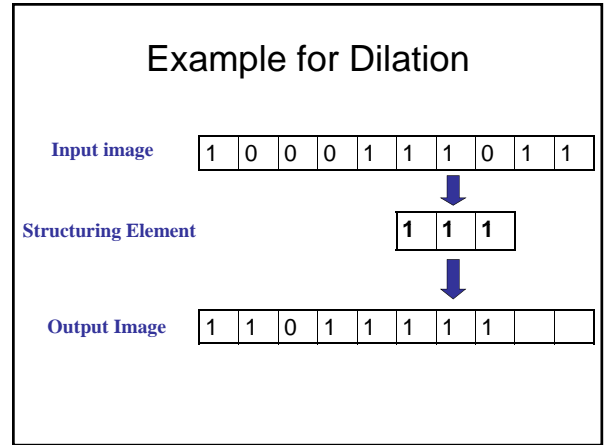 Example for Dilation
Input image 1 0 0 0 1 1 1 0 1 1
Structuring Element 1 1 1
Output Image 1 1 0 1 1 1 1 1